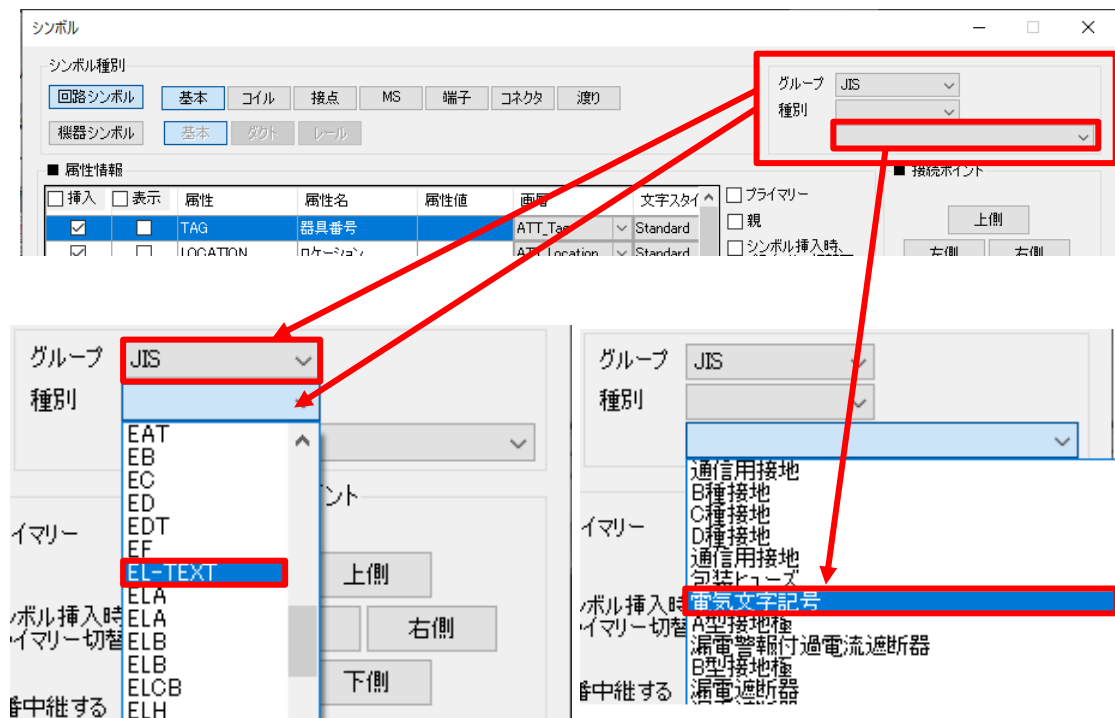 シンボル
シンボル種別
回路シンボル 基本 コイル 接点 MS 端子 コネクタ 渡り
機器シンボル 基本 ダクト レール
グループ JIS
種別
■ 属性情報
■ 接続ポイント
挿入 表示 属性 属性名 属性値 画層 文字スタイ
TAG 器具番号 ATT_Tag Standard
LOCATION ロケーション ATT_Location Standard
プライマリー
親
シンボル挿入時、
上側
左側 右側
グループ JIS
種別
EAT
EB
EC
ED
EDT
EF
EL-TEXT
ELA
ELA
ELB
ELB
ELCB
ELH
イント
イマリー
上側
ンボル挿入時
イマリー切替
右側
下側
番中継する
グループ JIS
種別
通信用接地
B種接地
C種接地
D種接地
通信用接地
包装ヒューズ
電気文字記号
A型接地極
漏電警報付過電流遮断器
B型接地極
漏電遮断器
イマリー
ンボル挿入時
イマリー切替
番中継する